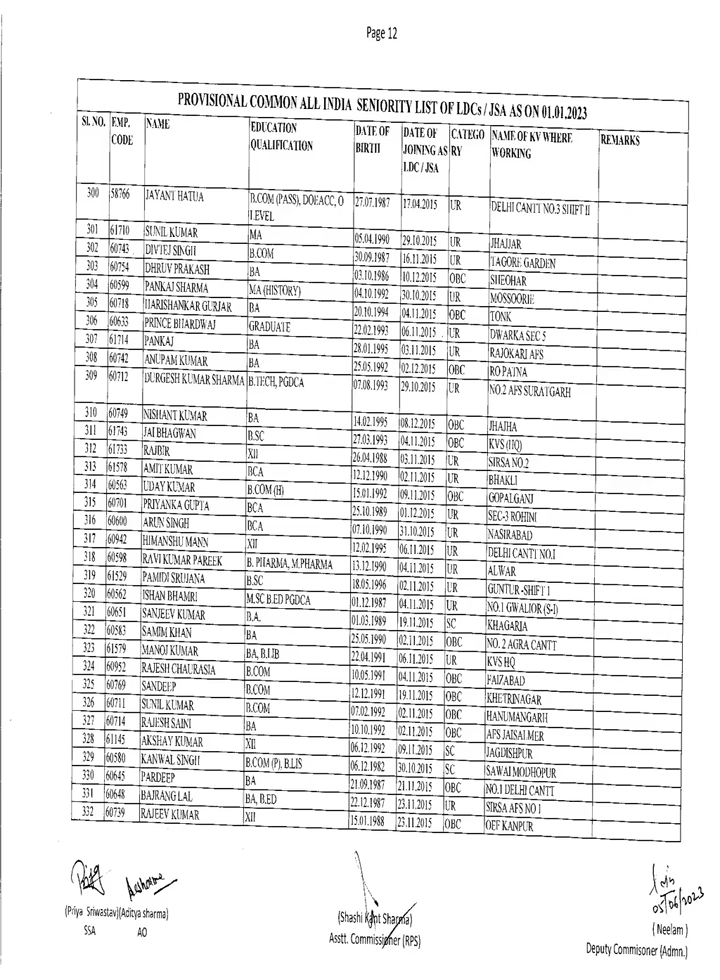 Page 12
PROVISIONAL COMMON ALL INDIA SENIORITY LIST OF LDCs / JSA AS ON 01.01.2023
SI. NO. EMP. CODE NAME EDUCATION QUALIFICATION DATE OF BIRTH DATE OF JOINING AS LDC / JSA CATEGO RY NAME OF KV WHERE WORKING REMARKS
300 58766 JAYANT HATUA B.COM (PASS), DOEACC, O LEVEL 27.07.1987 17.04.2015 UR DELHI CANTT NO.3 SHIFT II
301 61710 SUNIL KUMAR MA 05.04.1990 29.10.2015 UR JHAJJAR
302 60743 DIVTEJ SINGH B.COM 30.09.1987 16.11.2015 UR TAGORE GARDEN
303 60754 DHRUV PRAKASH BA 03.10.1986 10.12.2015 OBC SHEOHAR
304 60599 PANKAJ SHARMA MA (HISTORY) 04.10.1992 30.10.2015 UR MOSSOORIE
305 60718 HARISHANKAR GURJAR BA 20.10.1994 04.11.2015 OBC TONK
306 60633 PRINCE BHARDWAJ GRADUATE 22.02.1993 06.11.2015 UR DWARKA SEC 5
307 61714 PANKAJ BA 28.01.1995 03.11.2015 UR RAJOKARI AFS
308 60742 ANUPAM KUMAR BA 25.05.1992 02.12.2015 OBC RO PATNA
309 60712 DURGESH KUMAR SHARMA B.TECH, PGDCA 07.08.1993 29.10.2015 UR NO.2 AFS SURATGARH
310 60749 NISHANT KUMAR BA 14.02.1995 08.12.2015 OBC JHAJHA
311 61743 JAI BHAGWAN B.SC 27.03.1993 04.11.2015 OBC KVS (HQ)
312 61733 RAJBIR XII 26.04.1988 03.11.2015 UR SIRSA NO.2
313 61578 AMIT KUMAR BCA 12.12.1990 02.11.2015 UR BHAKLI
314 60563 UDAY KUMAR B.COM (H) 15.01.1992 09.11.2015 OBC GOPALGANJ
315 60701 PRIYANKA GUPTA BCA 25.10.1989 01.12.2015 UR SEC-3 ROHINI
316 60600 ARUN SINGH BCA 07.10.1990 31.10.2015 UR NASIRABAD
317 60942 HIMANSHU MANN XII 12.02.1995 06.11.2015 UR DELHI CANTT NO.I
318 60598 RAVI KUMAR PAREEK B. PHARMA, M.PHARMA 13.12.1990 04.11.2015 UR ALWAR
319 61529 PAMIDI SRUJANA B.SC 18.05.1996 02.11.2015 UR GUNTUR -SHIFT 1
320 60562 ISHAN BHAMRI M.SC B.ED PGDCA 01.12.1987 04.11.2015 UR NO.1 GWALIOR (S-I)
321 60651 SANJEEV KUMAR B.A. 01.03.1989 19.11.2015 SC KHAGARIA
322 60583 SAMIM KHAN BA 25.05.1990 02.11.2015 OBC NO. 2 AGRA CANTT
323 61579 MANOJ KUMAR BA, B.LIB 22.04.1991 06.11.2015 UR KVS HQ
324 60952 RAJESH CHAURASIA B.COM 10.05.1991 04.11.2015 OBC FAIZABAD
325 60769 SANDEEP B.COM 12.12.1991 19.11.2015 OBC KHETRINAGAR
326 60711 SUNIL KUMAR B.COM 07.02.1992 02.11.2015 OBC HANUMANGARH
327 60714 RAJESH SAINI BA 10.10.1992 02.11.2015 OBC AFS JAISALMER
328 61145 AKSHAY KUMAR XII 06.12.1992 09.11.2015 SC JAGDISHPUR
329 60580 KANWAL SINGH B.COM (P), B.LIS 06.12.1982 30.10.2015 SC SAWAI MODHOPUR
330 60645 PARDEEP BA 21.09.1987 21.11.2015 OBC NO.1 DELHI CANTT
331 60648 BAJRANG LAL BA, B.ED 22.12.1987 23.11.2015 UR SIRSA AFS NO 1
332 60739 RAJEEV KUMAR XII 15.01.1988 23.11.2015 OBC OEF KANPUR
05/06/2023
(Priya Sriwastav)(Aditya sharma) (Shashi Kant Sharma) ( Neelam )
SSA AO Asstt. Commissioner (RPS) Deputy Commisoner (Admn.)